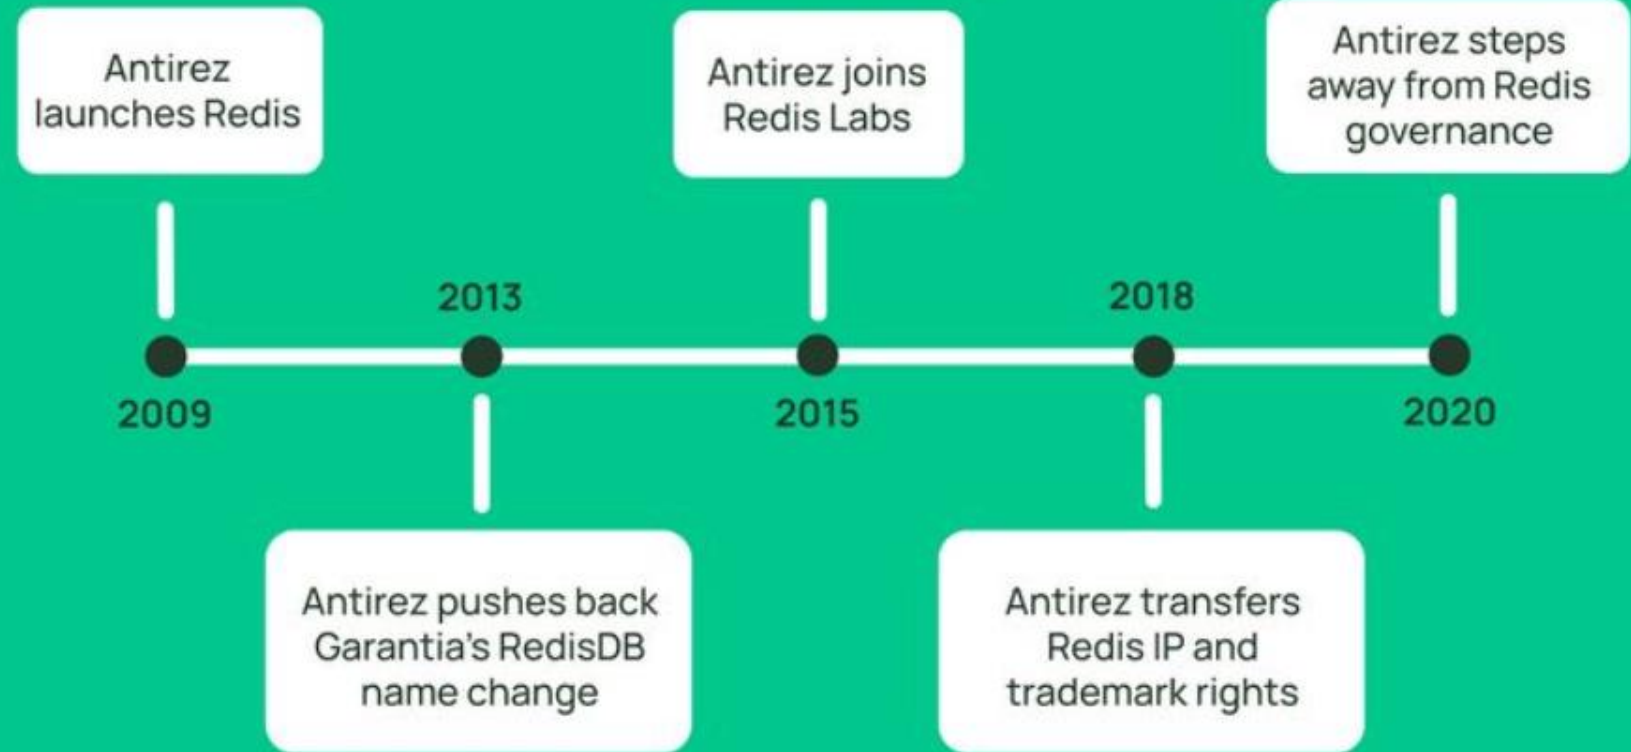 Antirez
launches Redis
2009
2013
Antirez pushes back
Garantia's RedisDB
name change
Antirez joins
Redis Labs
2015
2018
Antirez transfers
Redis IP and
trademark rights
Antirez steps
away from Redis
governance
2020